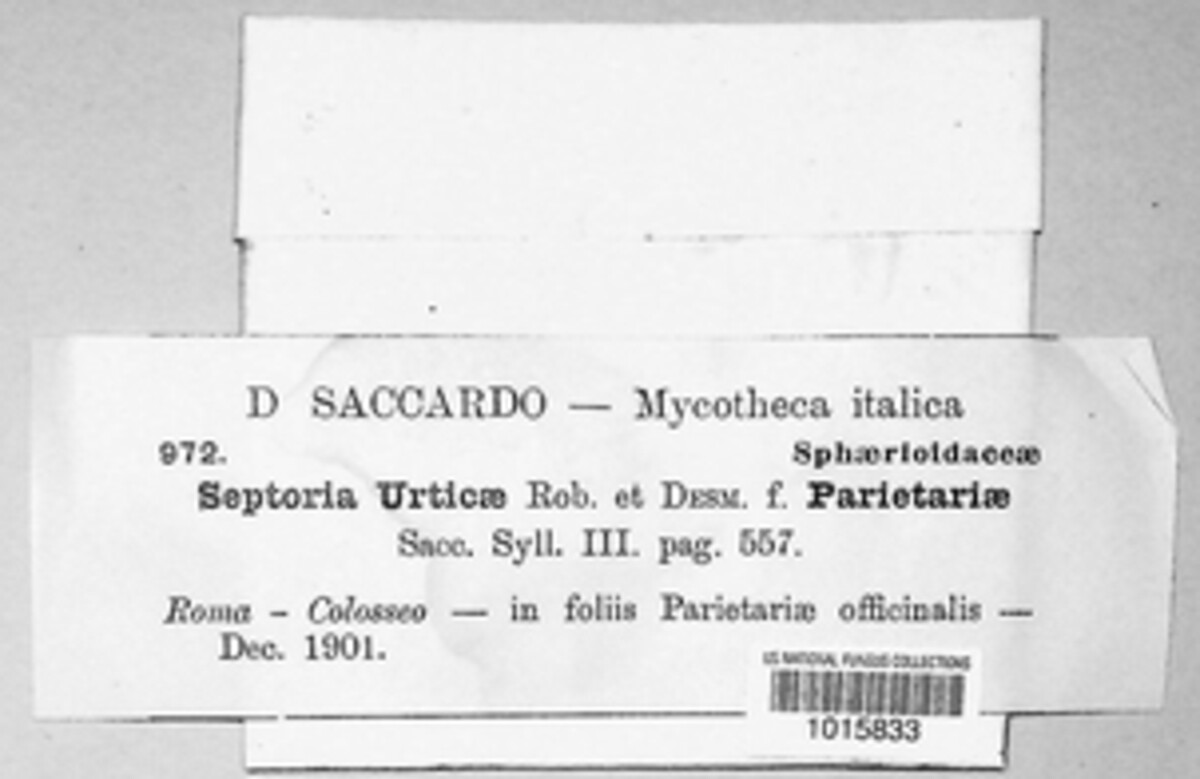 D SACCARDO — Mycotheca italica
972. Sphærioidaceæ
Septoria Urticæ Rob. et Desm. f. Parietariæ
Sacc. Syll. III. pag. 557.
Roma - Colosseo — in foliis Parietariæ officinalis —
Dec. 1901.
US NATIONAL FUNGUS COLLECTIONS
1015833